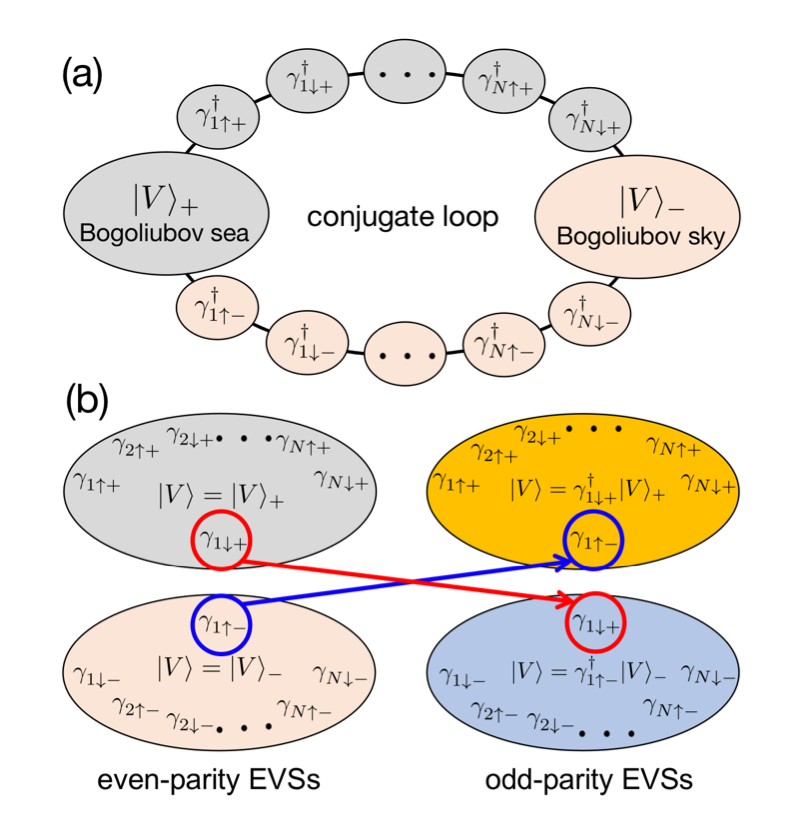 (a)
γ†1↑+ γ†1↓+ • • • γ†N↑+ γ†N↓+
|V⟩+
Bogoliubov sea
conjugate loop
|V⟩−
Bogoliubov sky
γ†1↑− γ†1↓− • • • γ†N↑− γ†N↓−
(b)
γ1↑+ γ2↑+ γ2↓+ • • • γN↑+ γN↓+
|V⟩ = |V⟩+
γ1↓+
γ1↑+ γ2↑+ γ2↓+ • • • γN↑+ γN↓+
|V⟩ = γ†1↓+|V⟩+
γ1↑−
γ1↑−
γ1↓− |V⟩ = |V⟩− γN↓−
γ2↑− γ2↓− • • • γN↑−
γ1↓+
γ1↓− |V⟩ = γ†1↑−|V⟩− γN↓−
γ2↑− γ2↓− • • • γN↑−
even-parity EVSs
odd-parity EVSs